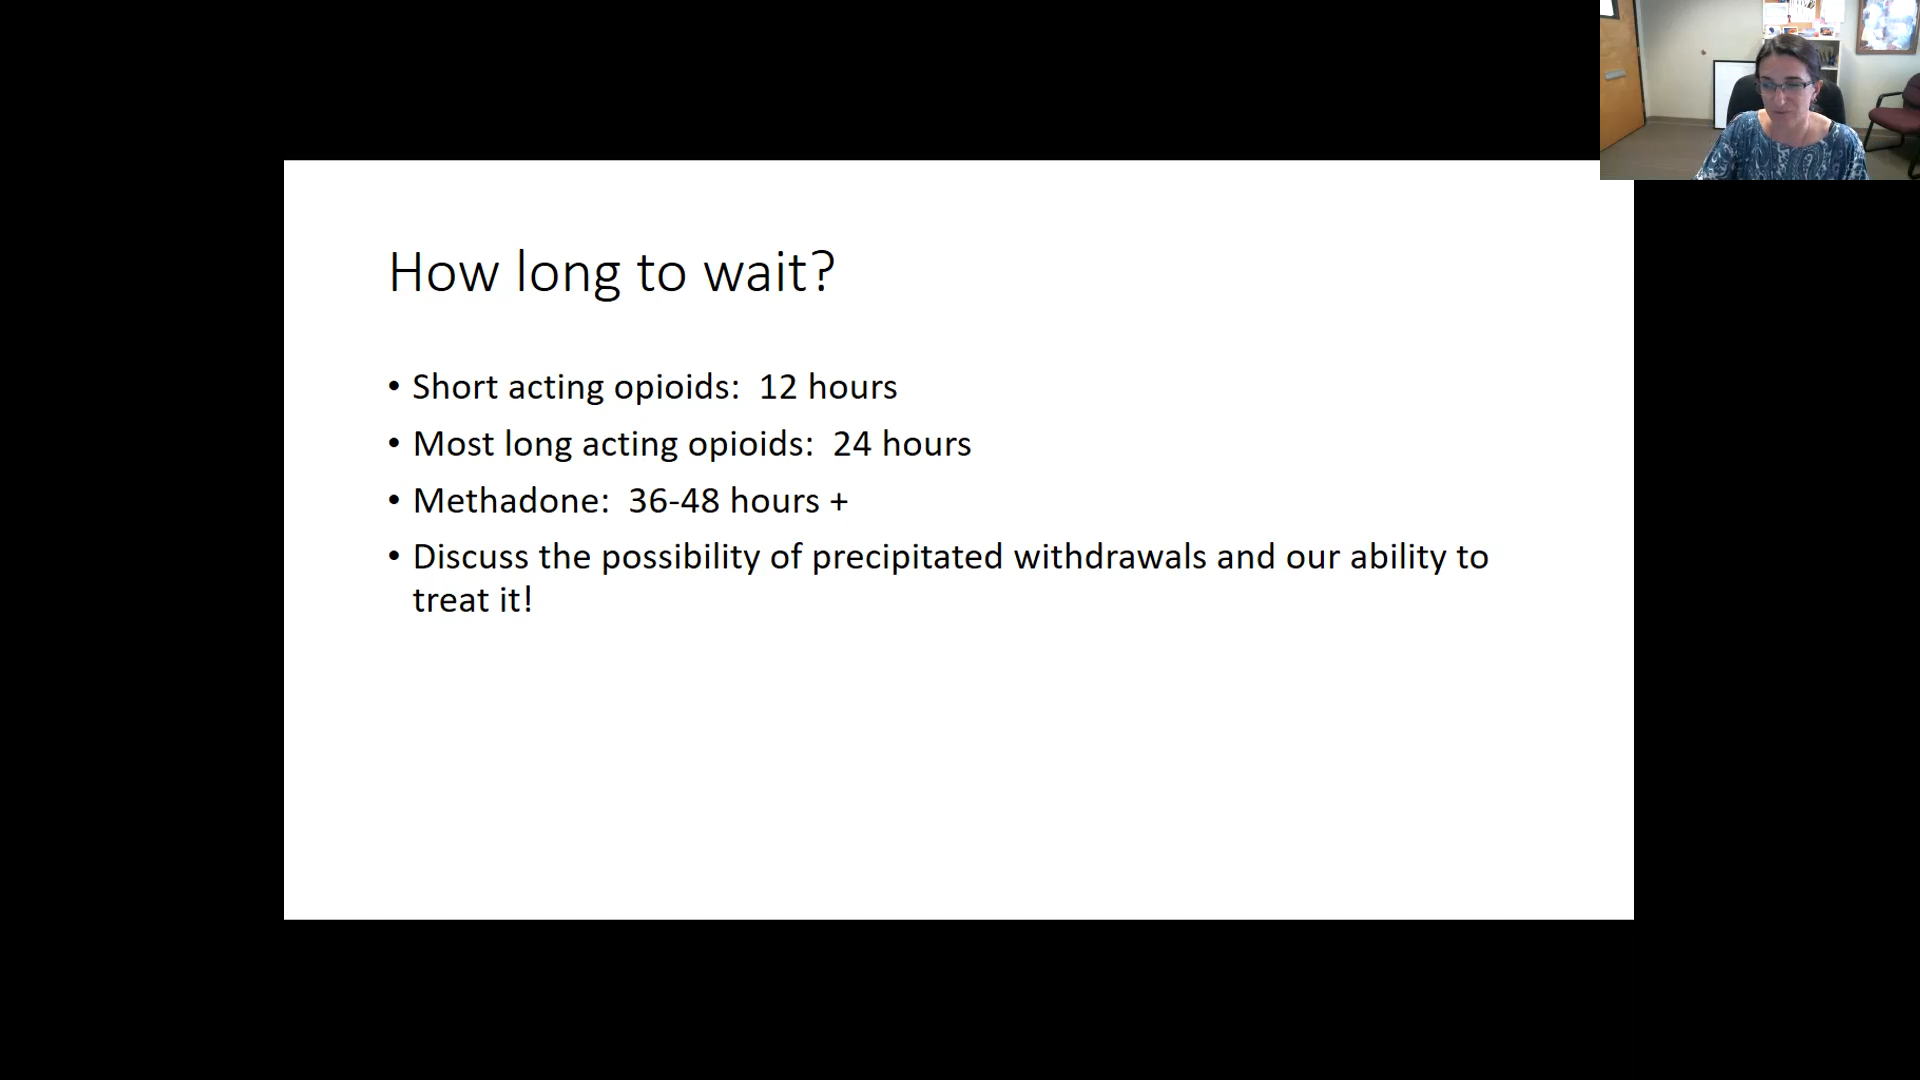 How long to wait?
• Short acting opioids:  12 hours
• Most long acting opioids:  24 hours
• Methadone:  36-48 hours +
• Discuss the possibility of precipitated withdrawals and our ability to
treat it!